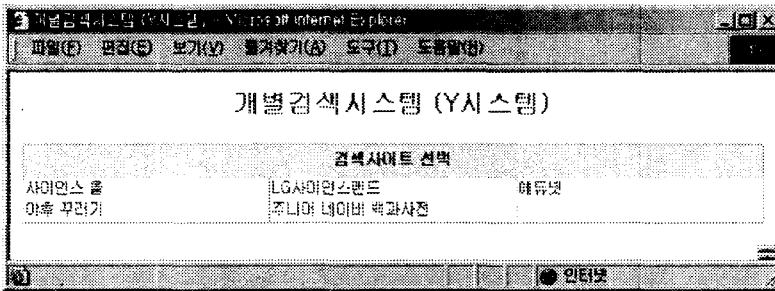 개별검색시스템 (Y시스템) - Microsoft Internet Explorer
파일(F) 편집(E) 보기(V) 즐겨찾기(A) 도구(T) 도움말(H)
개별검색시스템 (Y시스템)
검색사이트 선택
사이언스 올 LG사이언스랜드 에듀넷
야후 꾸러기 주니어 네이버 백과사전
인터넷